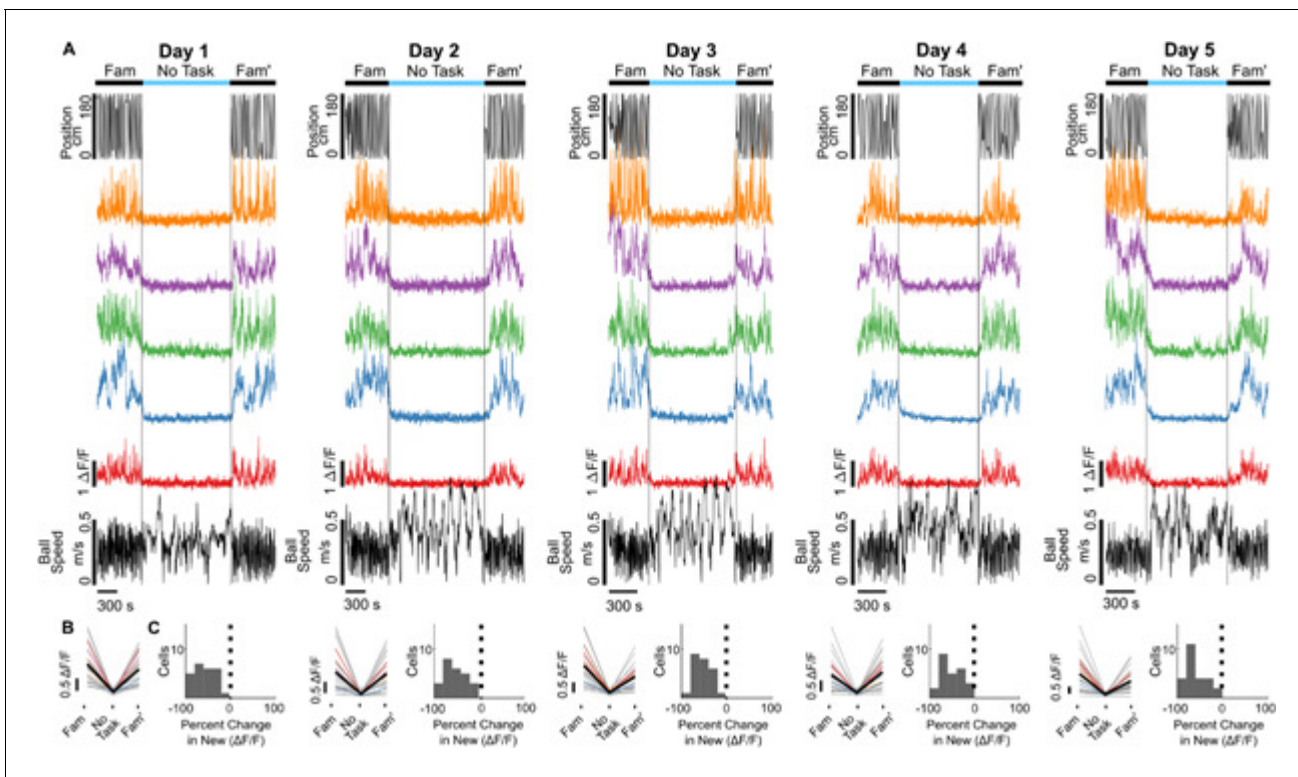 A
Day 1
Day 2
Day 3
Day 4
Day 5
Fam No Task Fam'
Fam No Task Fam'
Fam No Task Fam'
Fam No Task Fam'
Fam No Task Fam'
Position cm 0 180
Position cm 0 180
Position cm 0 180
Position cm 0 180
Position cm 0 180
1 ΔF/F
1 ΔF/F
1 ΔF/F
1 ΔF/F
1 ΔF/F
Ball Speed m/s 0 0.5
Ball Speed m/s 0 0.5
Ball Speed m/s 0 0.5
Ball Speed m/s 0 0.5
Ball Speed m/s 0 0.5
300 s
300 s
300 s
300 s
300 s
B
C
0.5 ΔF/F
Fam No Task Fam'
Cells
10
-100 0 100
Percent Change
in New (ΔF/F)
0.5 ΔF/F
Fam No Task Fam'
Cells
10
-100 0 100
Percent Change
in New (ΔF/F)
0.5 ΔF/F
Fam No Task Fam'
Cells
10
-100 0 100
Percent Change
in New (ΔF/F)
0.5 ΔF/F
Fam No Task Fam'
Cells
10
-100 0 100
Percent Change
in New (ΔF/F)
0.5 ΔF/F
Fam No Task Fam'
Cells
10
-100 0 100
Percent Change
in New (ΔF/F)